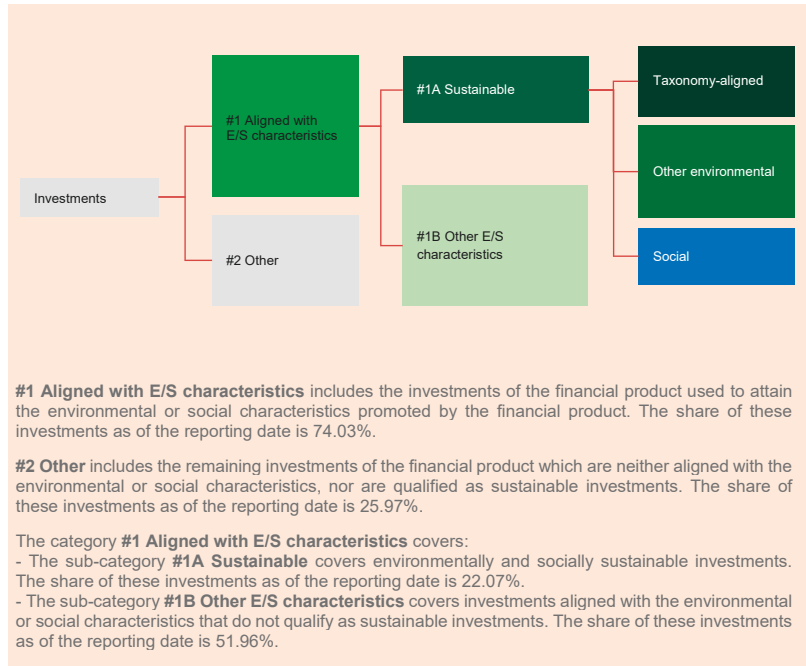 Investments
#1 Aligned with
E/S characteristics
#2 Other
#1A Sustainable
#1B Other E/S
characteristics
Taxonomy-aligned
Other environmental
Social
#1 Aligned with E/S characteristics includes the investments of the financial product used to attain
the environmental or social characteristics promoted by the financial product. The share of these
investments as of the reporting date is 74.03%.
#2 Other includes the remaining investments of the financial product which are neither aligned with the
environmental or social characteristics, nor are qualified as sustainable investments. The share of
these investments as of the reporting date is 25.97%.
The category #1 Aligned with E/S characteristics covers:
- The sub-category #1A Sustainable covers environmentally and socially sustainable investments.
The share of these investments as of the reporting date is 22.07%.
- The sub-category #1B Other E/S characteristics covers investments aligned with the environmental
or social characteristics that do not qualify as sustainable investments. The share of these investments
as of the reporting date is 51.96%.